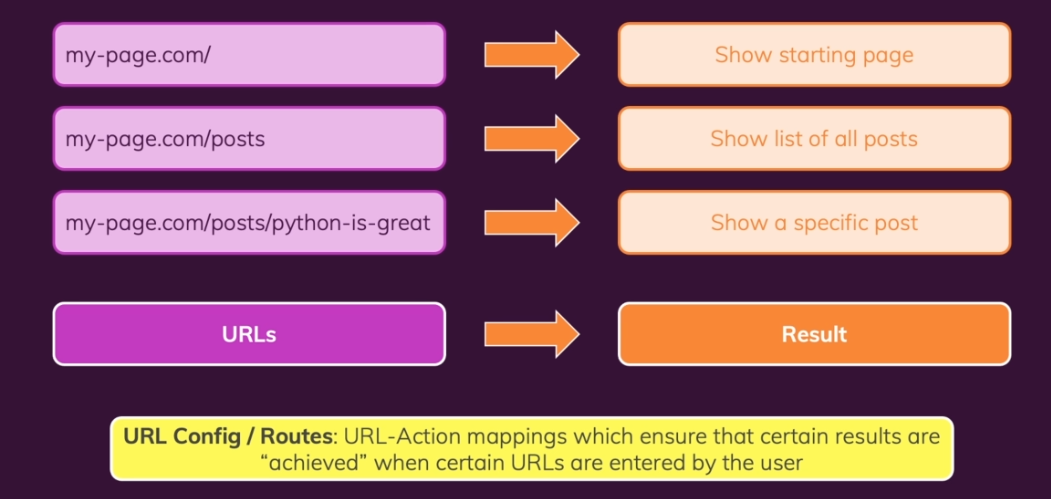 my-page.com/
Show starting page
my-page.com/posts
Show list of all posts
my-page.com/posts/python-is-great
Show a specific post
URLs
Result
URL Config / Routes: URL-Action mappings which ensure that certain results are
“achieved” when certain URLs are entered by the user